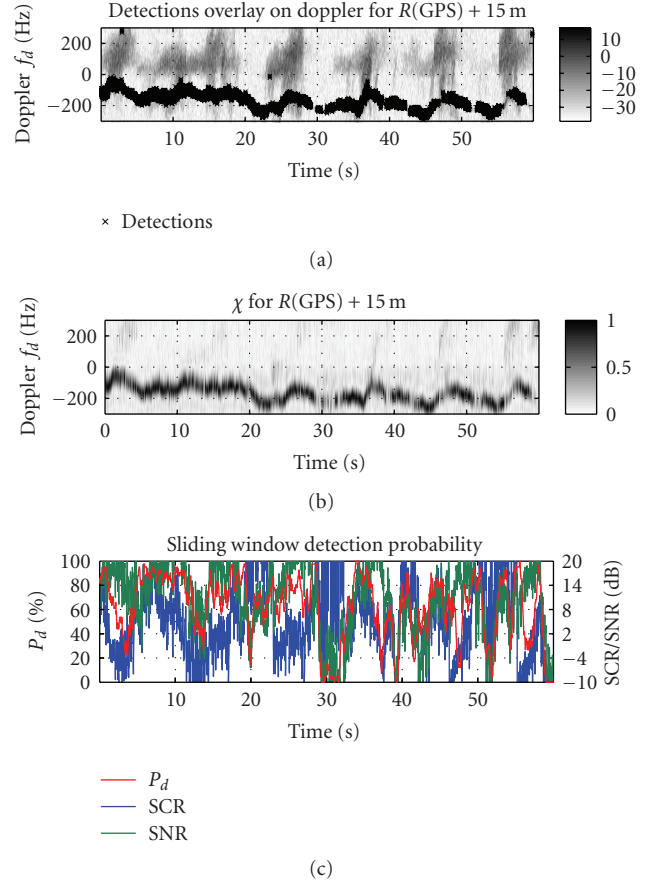 Detections overlay on doppler for R(GPS) + 15 m
Doppler f_d (Hz)
200
0
−200
10 20 30 40 50
Time (s)
10
0
−10
−20
−30
× Detections
(a)
χ for R(GPS) + 15 m
Doppler f_d (Hz)
200
0
−200
0 10 20 30 40 50
Time (s)
1
0.5
0
(b)
Sliding window detection probability
P_d (%)
100
80
60
40
20
0
10 20 30 40 50
Time (s)
20
14
8
2
−4
−10
SCR/SNR (dB)
P_d
SCR
SNR
(c)